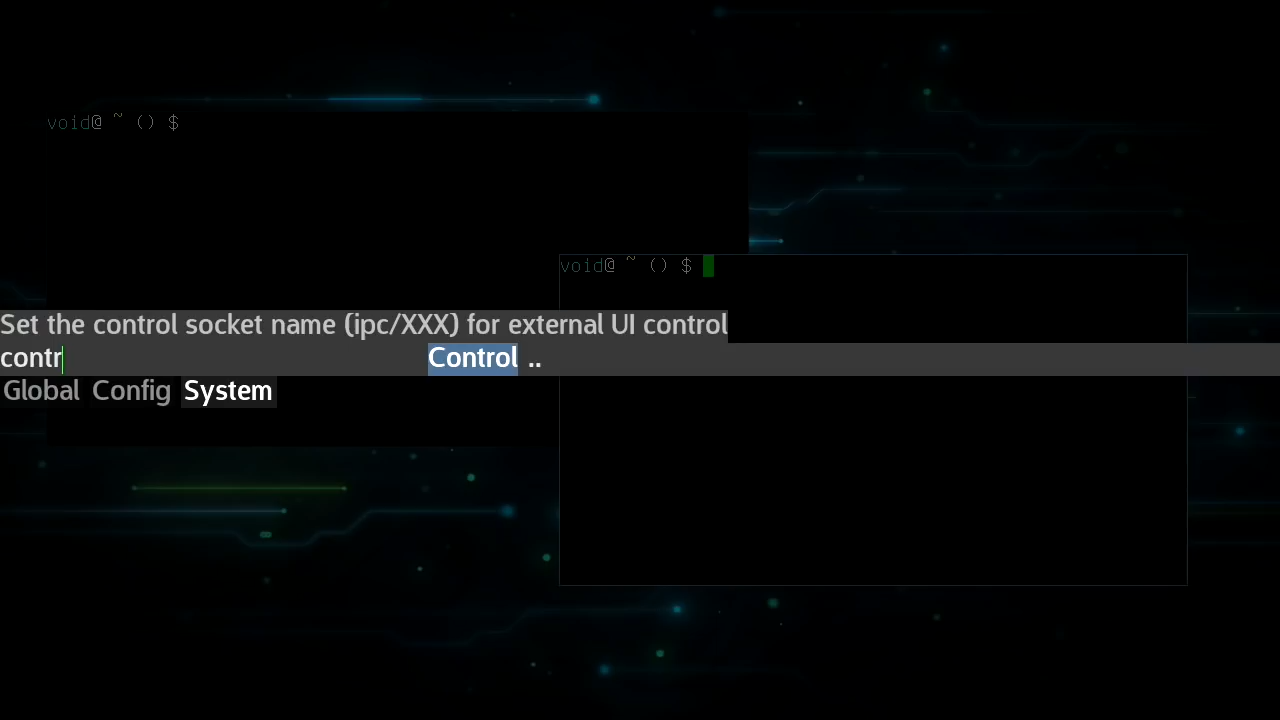 void@ ~ () $
void@ ~ () $
Set the control socket name (ipc/XXX) for external UI control
contr Control ..
Global Config System